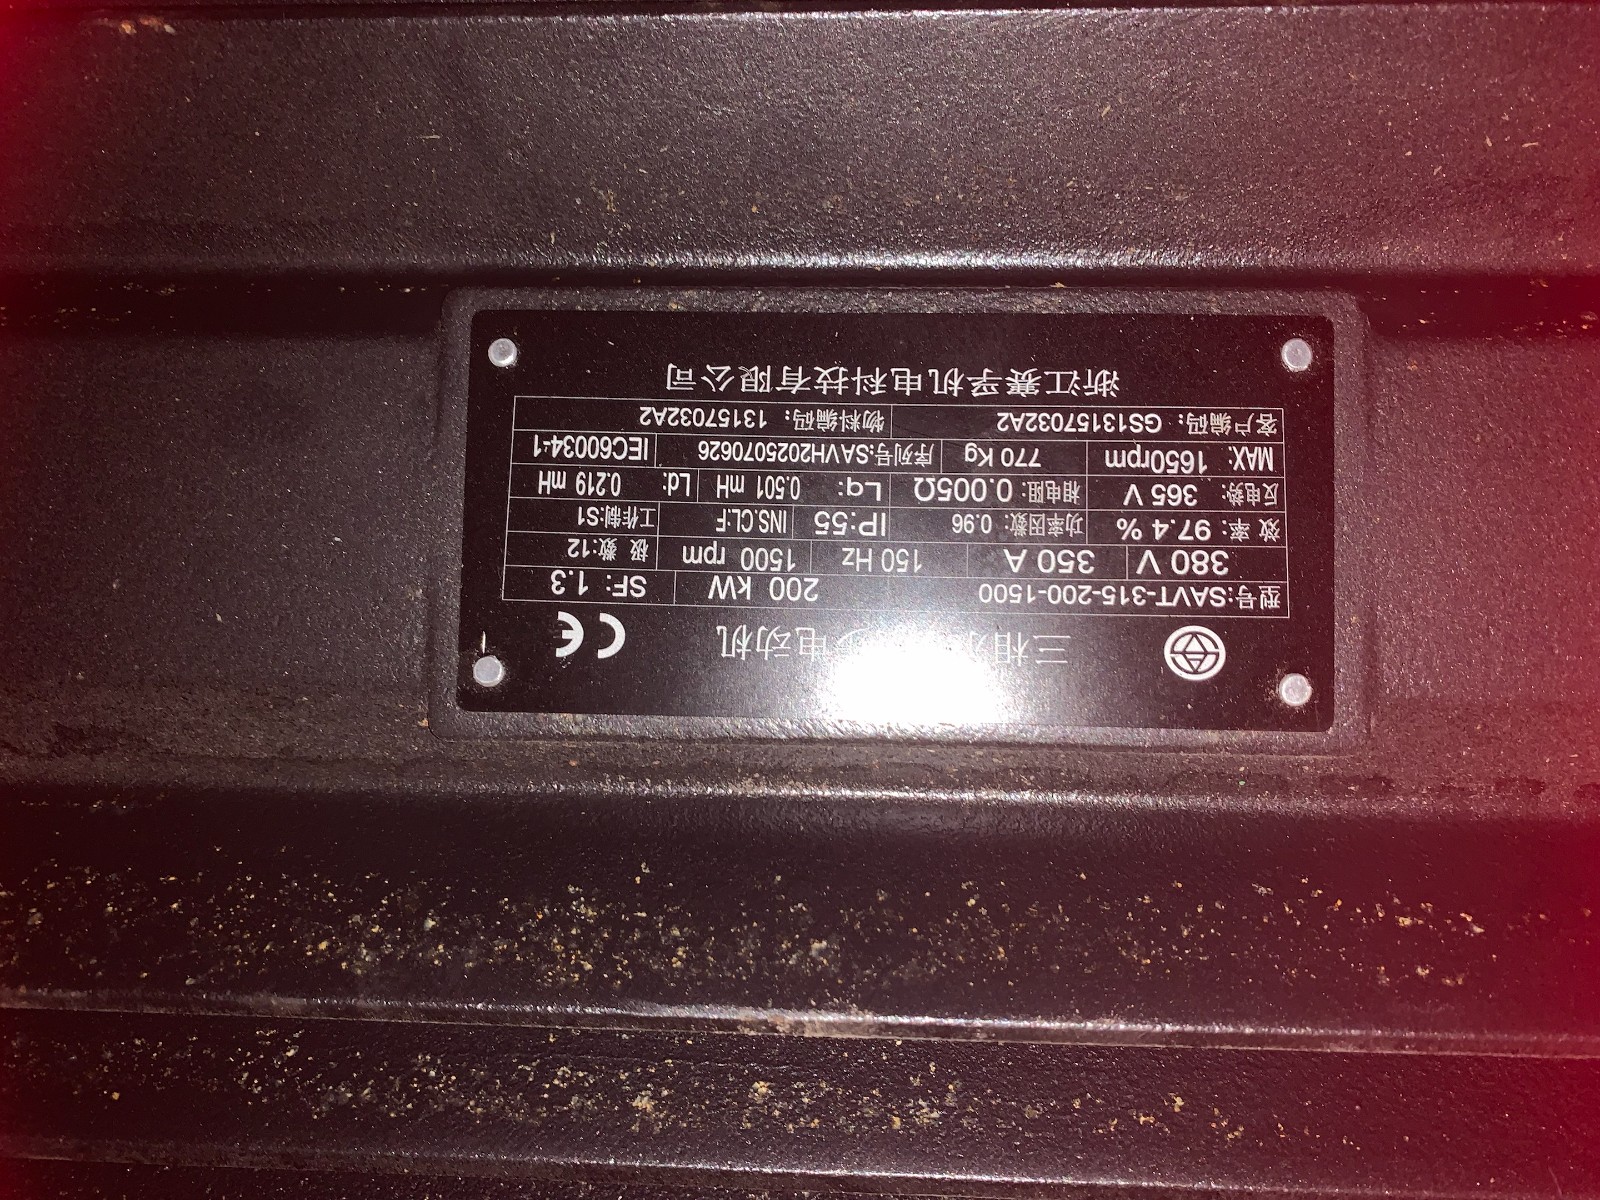 三相永 电动机 CE
型号:SAVT-315-200-1500 200 kW SF: 1.3
380 V 350 A 150 Hz 1500 rpm 极 数:12
效 率: 97.4 % 功率因数: 0.96 IP:55 INS.CL:F 工作制:S1
反电势: 365 V 相电阻: 0.005Ω Lq: 0.501 mH Ld: 0.219 mH
MAX: 1650rpm 770 Kg 序列号:SAVH2025070626 IEC60034-1
客户编码: GS13157032A2 物料编码: 13157032A2
浙江赛孚机电科技有限公司